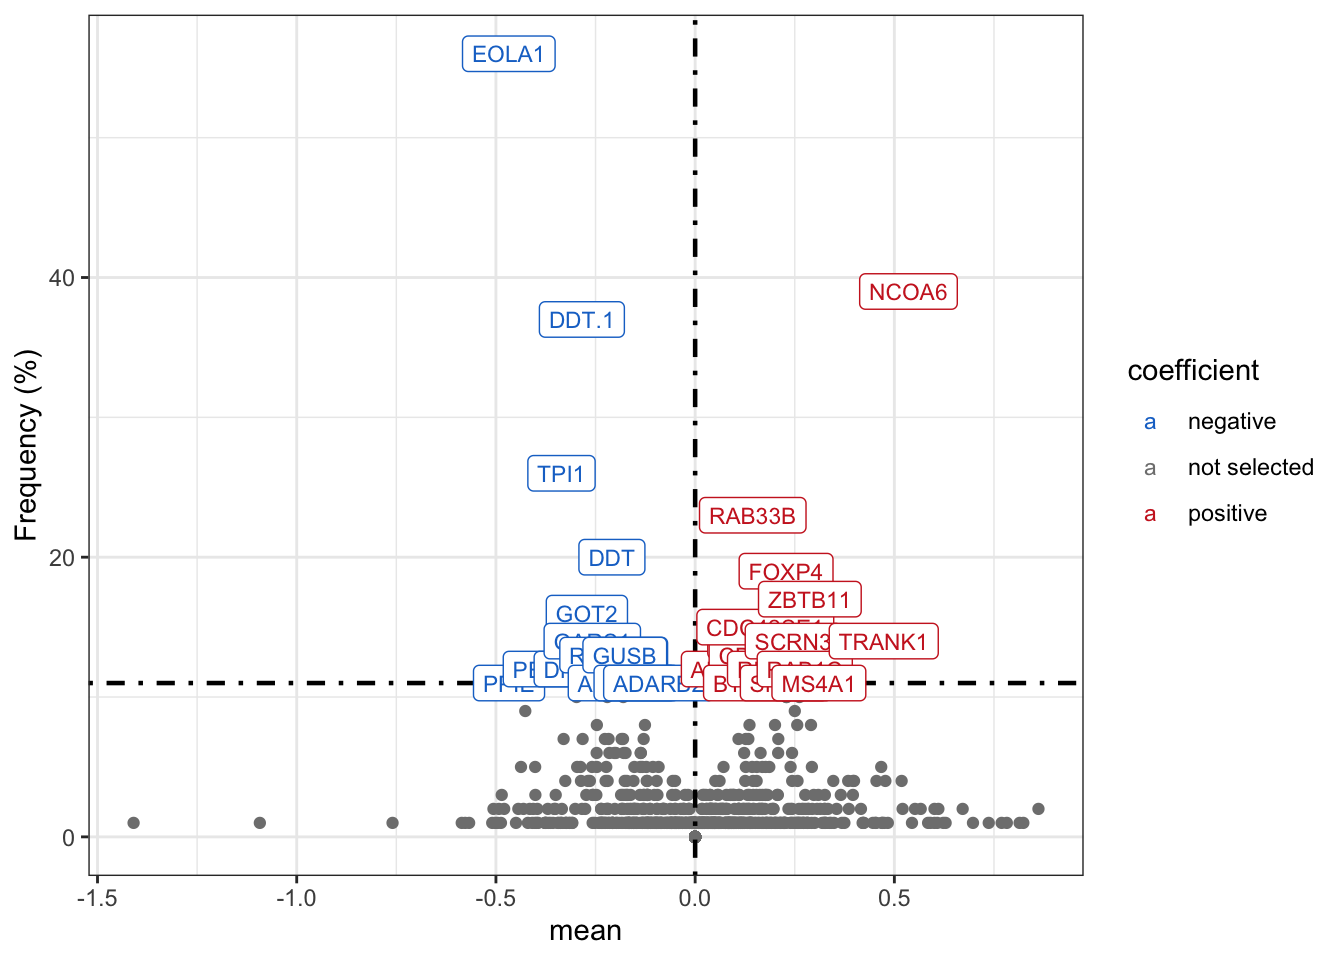 EOLA1
NCOA6
DDT.1
TPI1
RAB33B
DDT
FOXP4
ZBTB11
GOT2
SCRN3
TRANK1
GUSB
MS4A1
40
20
0
-1.5
-1.0
-0.5
0.0
0.5
mean
Frequency (%)
coefficient
a negative
a not selected
a positive